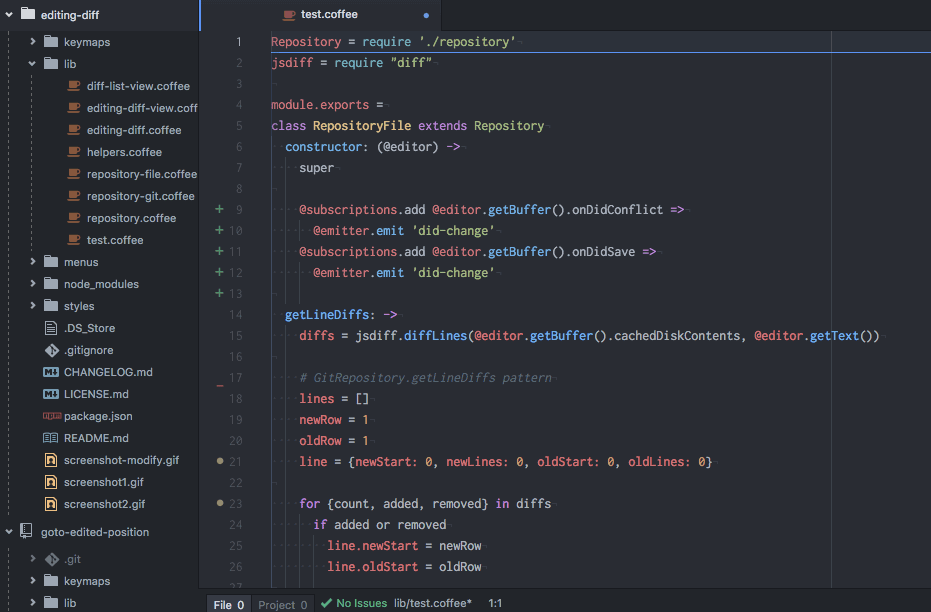 editing-diff
keymaps
lib
diff-list-view.coffee
editing-diff-view.coff
editing-diff.coffee
helpers.coffee
repository-file.coffee
repository-git.coffee
repository.coffee
test.coffee
menus
node_modules
styles
.DS_Store
.gitignore
CHANGELOG.md
LICENSE.md
package.json
README.md
screenshot-modify.gif
screenshot1.gif
screenshot2.gif
goto-edited-position
.git
keymaps
lib
test.coffee
1 Repository = require './repository'
2 jsdiff = require "diff"
3
4 module.exports =
5 class RepositoryFile extends Repository
6 constructor: (@editor) ->
7 super
8
+ 9 @subscriptions.add @editor.getBuffer().onDidConflict =>
+ 10 @emitter.emit 'did-change'
+ 11 @subscriptions.add @editor.getBuffer().onDidSave =>
+ 12 @emitter.emit 'did-change'
+ 13
14 getLineDiffs: ->
15 diffs = jsdiff.diffLines(@editor.getBuffer().cachedDiskContents, @editor.getText())
16
_ 17 # GitRepository.getLineDiffs pattern
18 lines = []
19 newRow = 1
20 oldRow = 1
21 line = {newStart: 0, newLines: 0, oldStart: 0, oldLines: 0}
22
23 for {count, added, removed} in diffs
24 if added or removed
25 line.newStart = newRow
26 line.oldStart = oldRow
27
File 0 Project 0 No Issues lib/test.coffee* 1:1